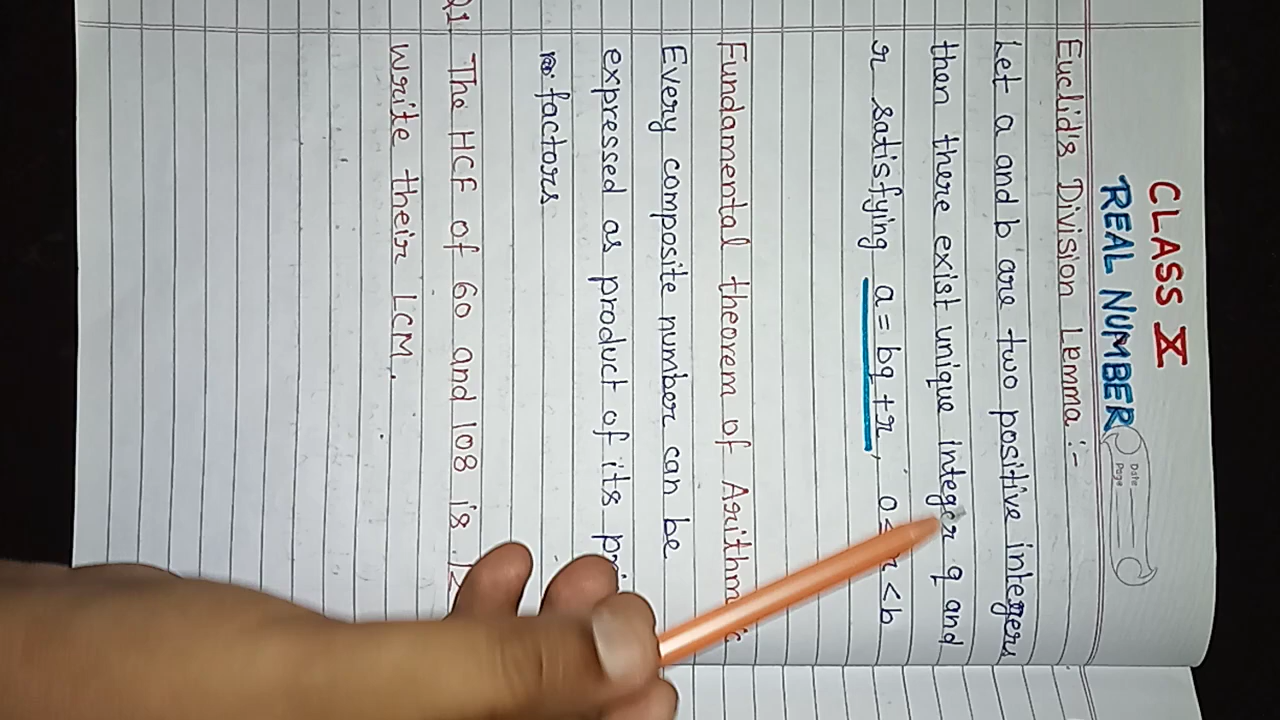 CLASS X
REAL NUMBER
Date
Page
Euclid's Division Lemma :-
Let a and b are two positive integers
then there exist unique integer q and
r satisfying a = bq + r, 0 ≤ r < b
Fundamental theorem of
Every composite number can be
expressed as product of its
factors
Q1. The HCF of 60 and 108 is
write their LCM.